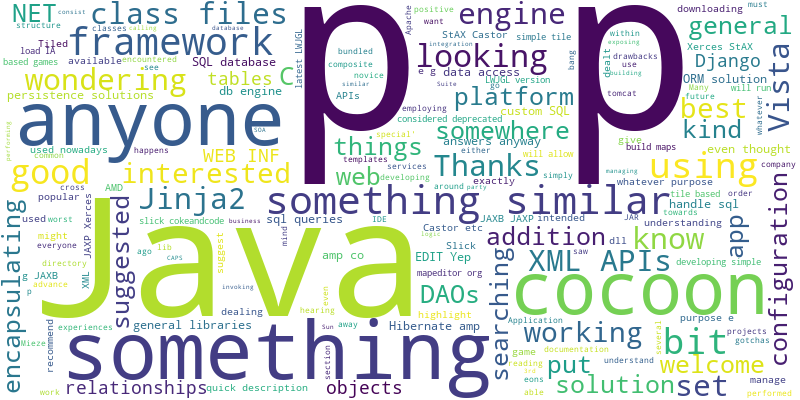 NET
structure
consist
class files
classes
calling
database
engine
positive
want
must
Apache
StAX Castor
simple tile
downloading
general
framework
looking
bang
integration
within
exposing
Xerces StAX
Tiled
load IA
available
encountered
see
SQL database
latest LWJGL
bundled
composite
novice
similar
APIs
e g data access
LWJGL version
go
Suite
dealt
drawbacks
use
building
ORM solution
Django
Vista
based games
wondering
tables
C
platform
custom SQL
tomcat
Many
will run
future
persistence solutions
db engine
employing
considered deprecated
best
whatever
used nowadays
anyone
p p
somewhere
answers anyway
give
build maps
kind
SOA
performing
common
happens
WEB INF
things
special'
templates
either
services
will allow
simply
even thought
good
interested
web
developing
Thanks
using
managing
company
cross
AMD
around
party
exactly
whatever purpose
popular
Jinja2
something similar
tile based
order
handle sql
used
worst
JAXP Xerces
suggested
slick cokeandcode
business
sql queries
IDE
JAXB JAXP
intended
JAR
understanding
towards
encapsulating
might
everyone
ago
lib
suggest
mind
logic
Castor etc
Slick
addition
dll
saw
know
app
configuration
directory
g JAXB
XML
CAPS
dealing
amp co
EDIT Yep
mapeditor org
searching
XML APIs
developing simple
p
advance
invoking
hearing
even
DAOs
Java
cocoon
highlight
Application
purpose e
experiences
general libraries
Sun
away
Hibernate amp
working
bit
several
projects
gotchas
Mieze
recommend
something
section
game
documentation
reading
understand
welcome
work
relationships
quick description
objects
eons
3rd
able
put
solution
set
manage
performed